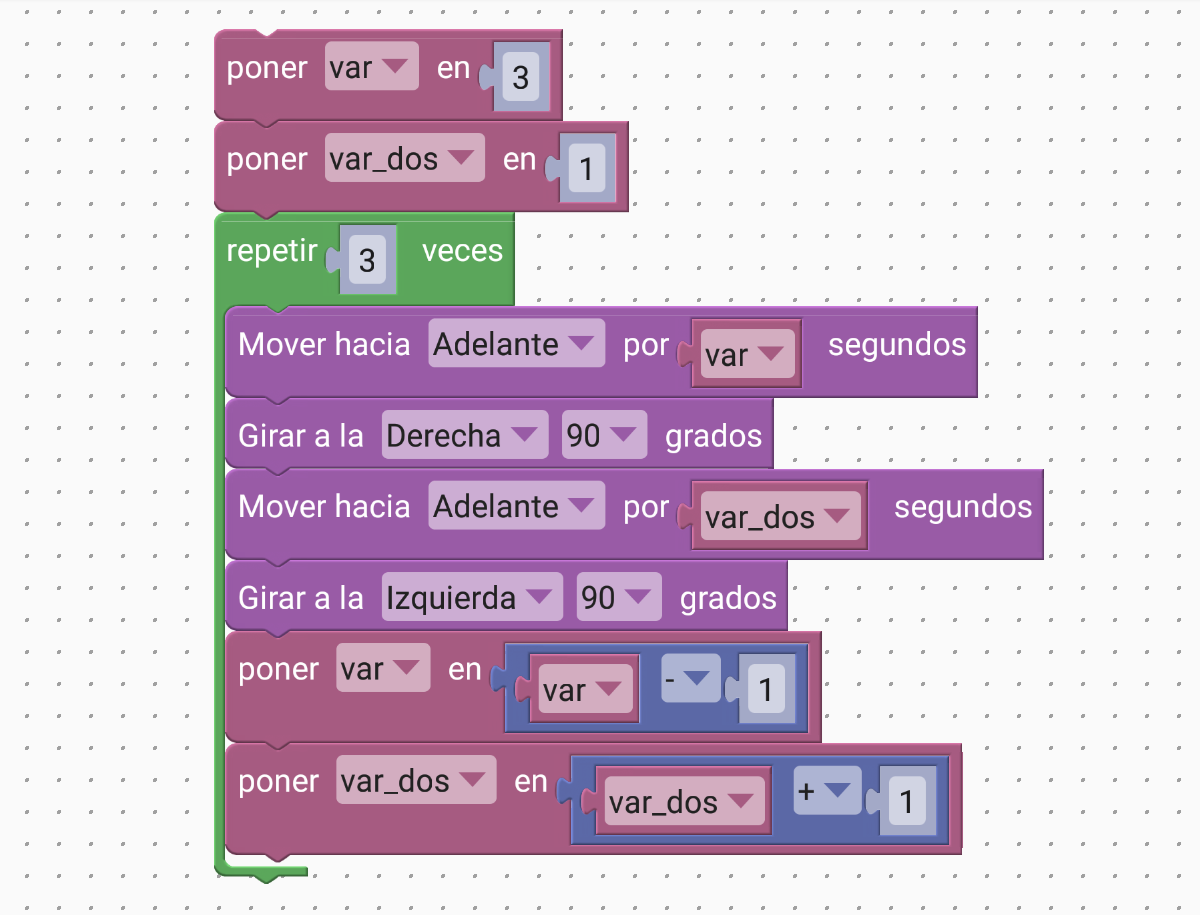 poner var en 3
poner var_dos en 1
repetir 3 veces
Mover hacia Adelante por var segundos
Girar a la Derecha 90 grados
Mover hacia Adelante por var_dos segundos
Girar a la Izquierda 90 grados
poner var en var - 1
poner var_dos en var_dos + 1